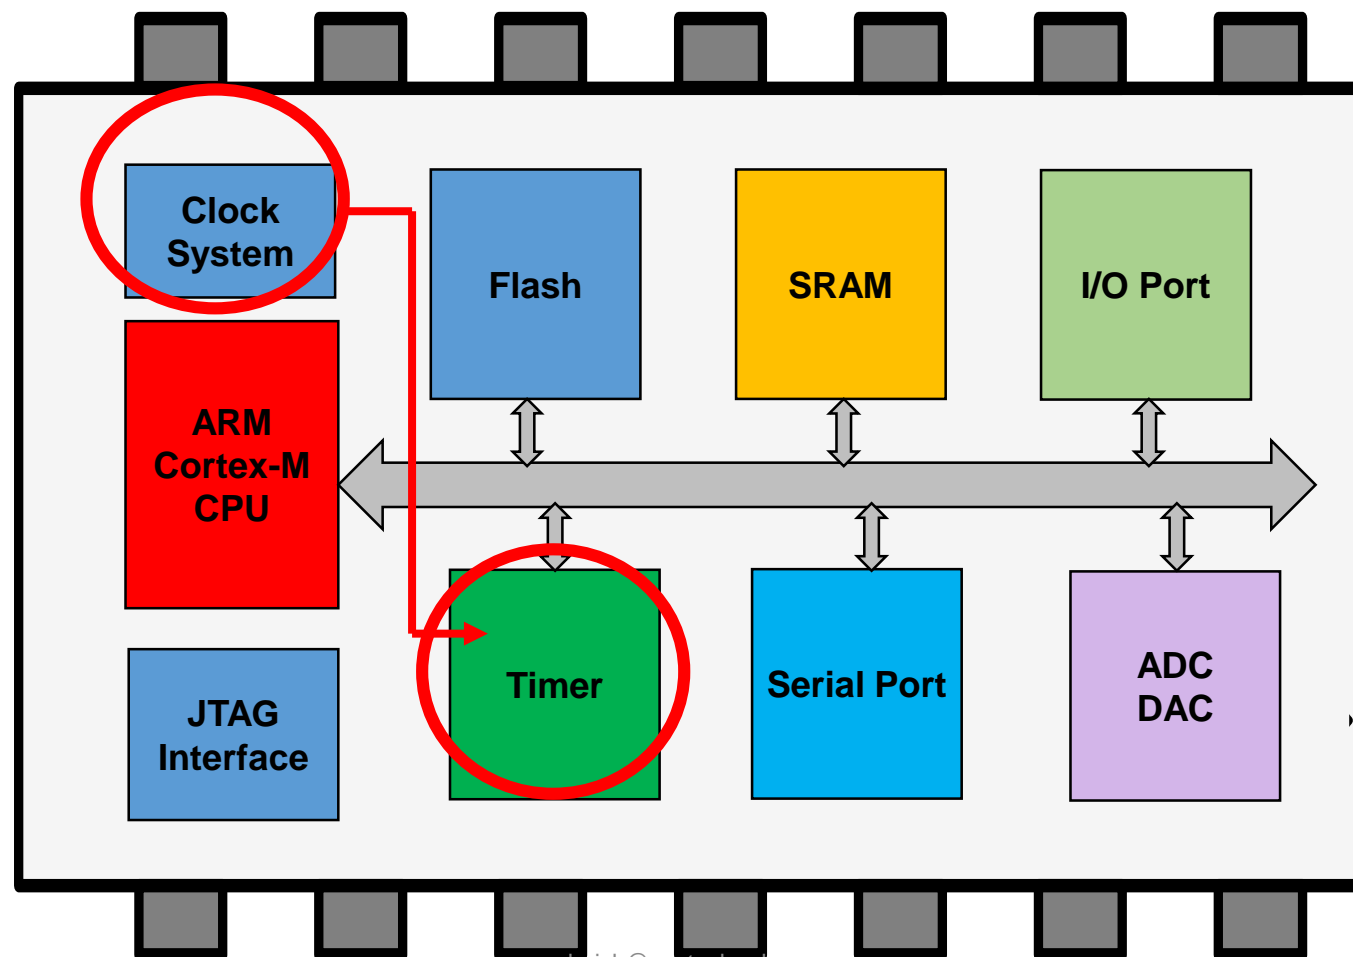 Clock
System
Flash
SRAM
I/O Port
ARM
Cortex-M
CPU
JTAG
Interface
Timer
Serial Port
ADC
DAC